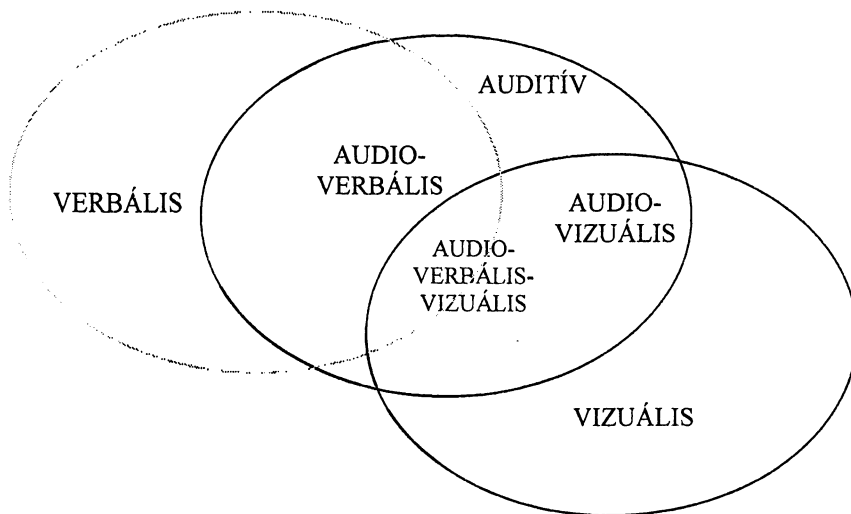 AUDITÍV
AUDIO-
VERBÁLIS
VERBÁLIS
AUDIO-
VIZUÁLIS
AUDIO-
VERBÁLIS-
VIZUÁLIS
VIZUÁLIS